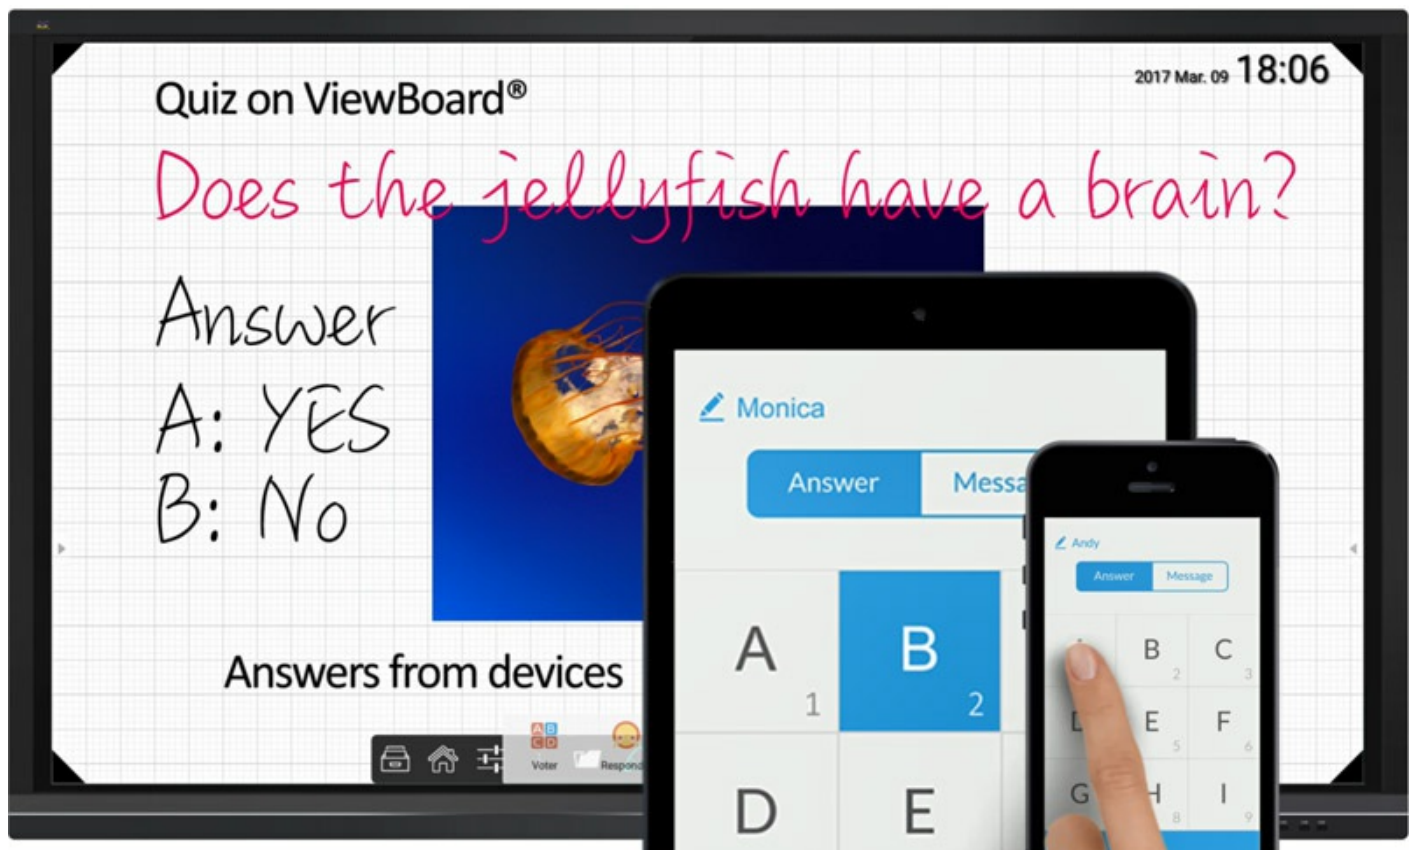 2017 Mar. 09 18:06
Quiz on ViewBoard®
Does the jellyfish have a brain?
Answer
A: YES
B: No
Answers from devices
Voter
Monica
Answer
A 1
B 2
D
E
Andy
Answer Message
B 2
C 3
E 5
F 6
G
H 8
I 9